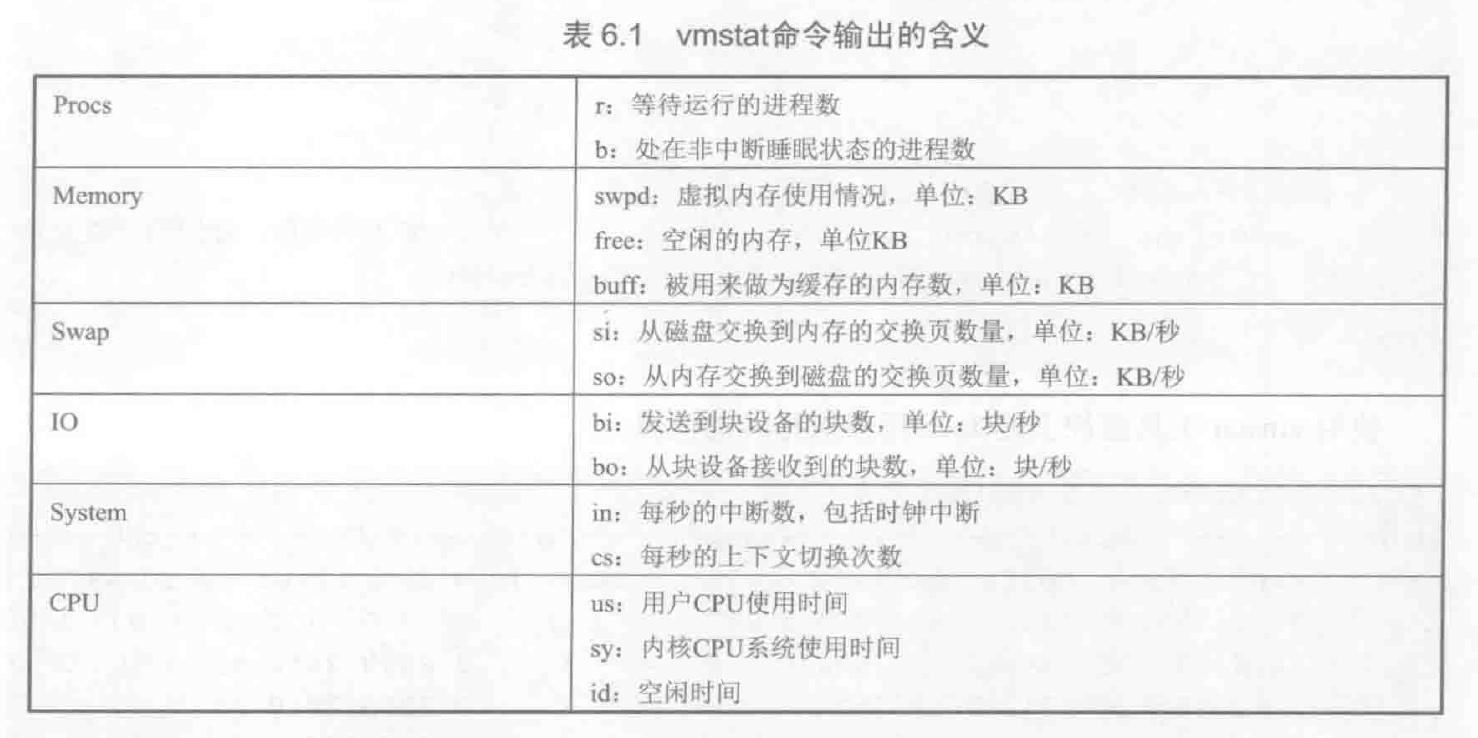 表 6.1 vmstat命令输出的含义
Procs
r：等待运行的进程数
b：处在非中断睡眠状态的进程数
Memory
swpd：虚拟内存使用情况，单位：KB
free：空闲的内存，单位KB
buff：被用来做为缓存的内存数，单位：KB
Swap
si：从磁盘交换到内存的交换页数量，单位：KB/秒
so：从内存交换到磁盘的交换页数量，单位：KB/秒
IO
bi：发送到块设备的块数，单位：块/秒
bo：从块设备接收到的块数，单位：块/秒
System
in：每秒的中断数，包括时钟中断
cs：每秒的上下文切换次数
CPU
us：用户CPU使用时间
sy：内核CPU系统使用时间
id：空闲时间